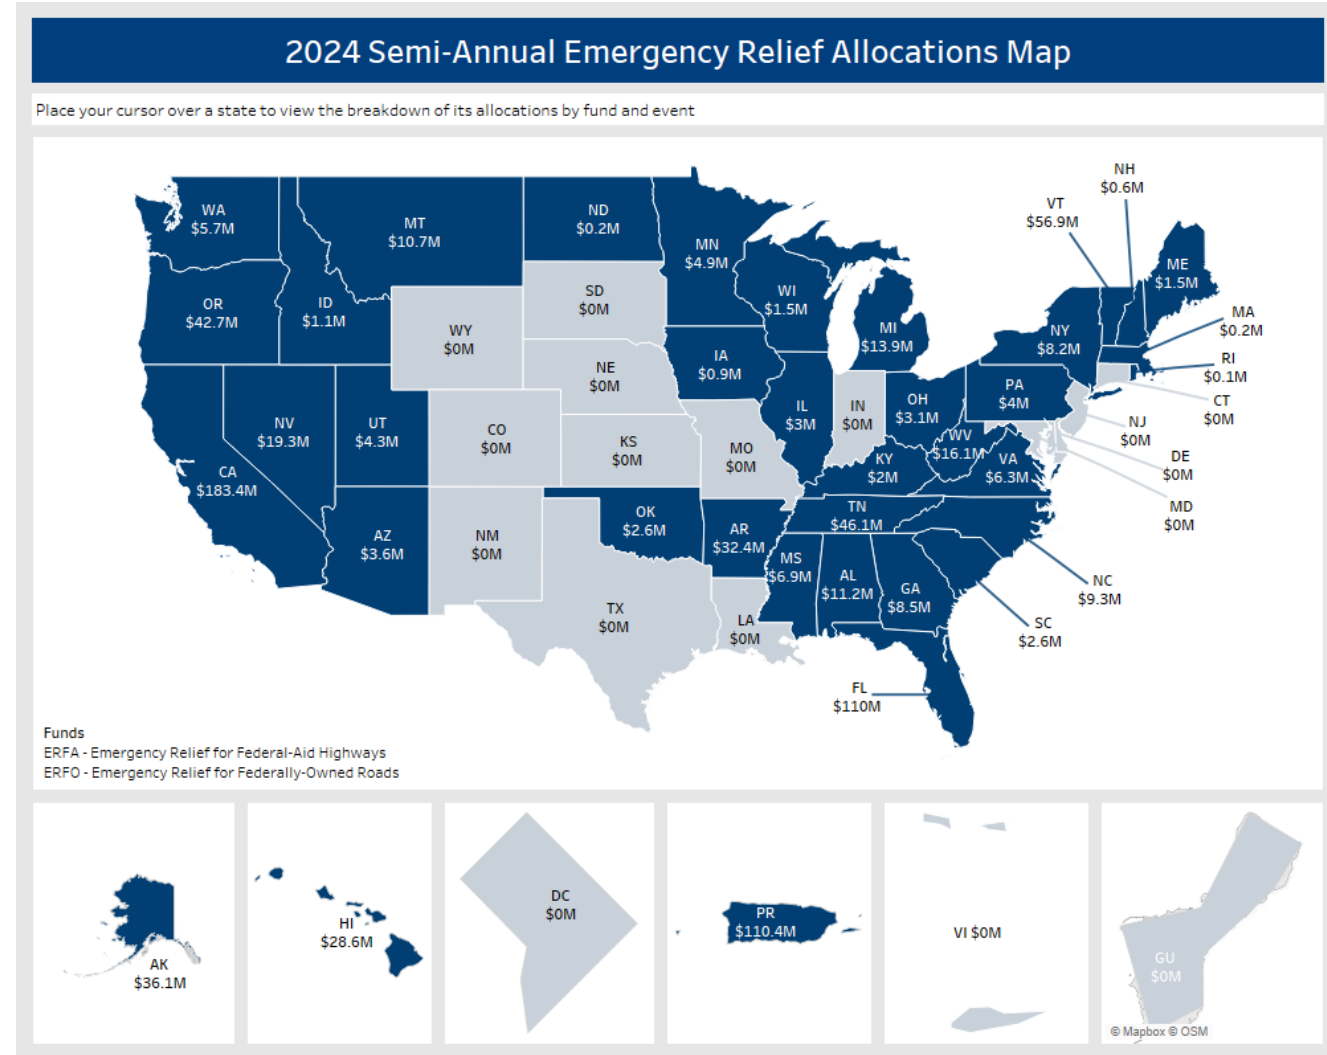 2024 Semi-Annual Emergency Relief Allocations Map
Place your cursor over a state to view the breakdown of its allocations by fund and event
NH
$0.6M
VT
$56.9M
WA
$5.7M
MT
$10.7M
ND
$0.2M
MN
$4.9M
ME
$1.5M
OR
$42.7M
ID
$1.1M
SD
$0M
WI
$1.5M
MI
$13.9M
NY
$8.2M
MA
$0.2M
WY
$0M
IA
$0.9M
RI
$0.1M
NE
$0M
PA
$4M
CT
$0M
NV
$19.3M
UT
$4.3M
CO
$0M
KS
$0M
MO
$0M
IL
$3M
IN
$0M
OH
$3.1M
WV
$16.1M
VA
$6.3M
NJ
$0M
DE
$0M
MD
$0M
CA
$183.4M
KY
$2M
AZ
$3.6M
NM
$0M
OK
$2.6M
AR
$32.4M
TN
$46.1M
MS
$6.9M
AL
$11.2M
GA
$8.5M
NC
$9.3M
SC
$2.6M
TX
$0M
LA
$0M
FL
$110M
Funds
ERFA - Emergency Relief for Federal-Aid Highways
ERFO - Emergency Relief for Federally-Owned Roads
AK
$36.1M
HI
$28.6M
DC
$0M
PR
$110.4M
VI $0M
GU
$0M
© Mapbox © OSM